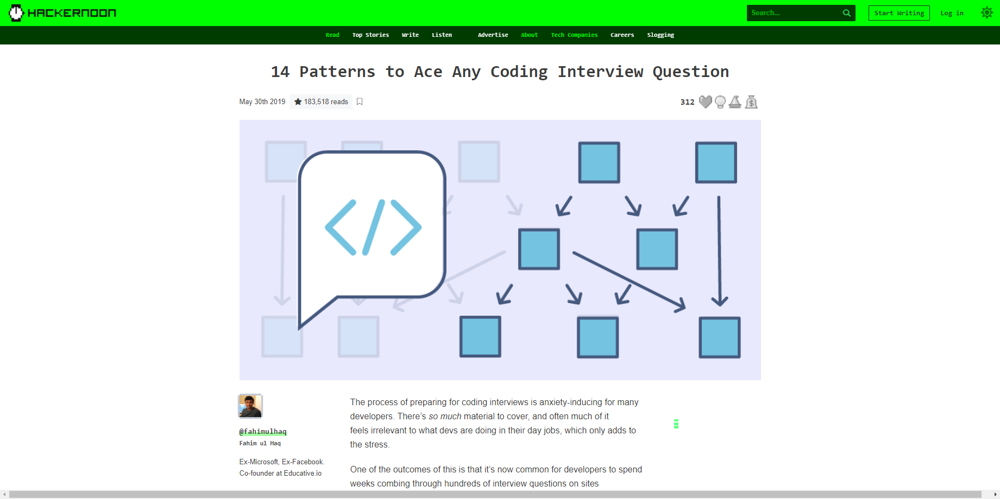 HACKERNOON
Search...
Start Writing
Log in
Read Top Stories Write Listen Advertise About Tech Companies Careers Slogging
14 Patterns to Ace Any Coding Interview Question
May 30th 2019
183,518 reads
312
</>
@fahimulhaq
Fahim ul Haq
Ex-Microsoft, Ex-Facebook.
Co-founder at Educative.io
The process of preparing for coding interviews is anxiety-inducing for many
developers. There’s so much material to cover, and often much of it
feels irrelevant to what devs are doing in their day jobs, which only adds to
the stress.
One of the outcomes of this is that it’s now common for developers to spend
weeks combing through hundreds of interview questions on sites